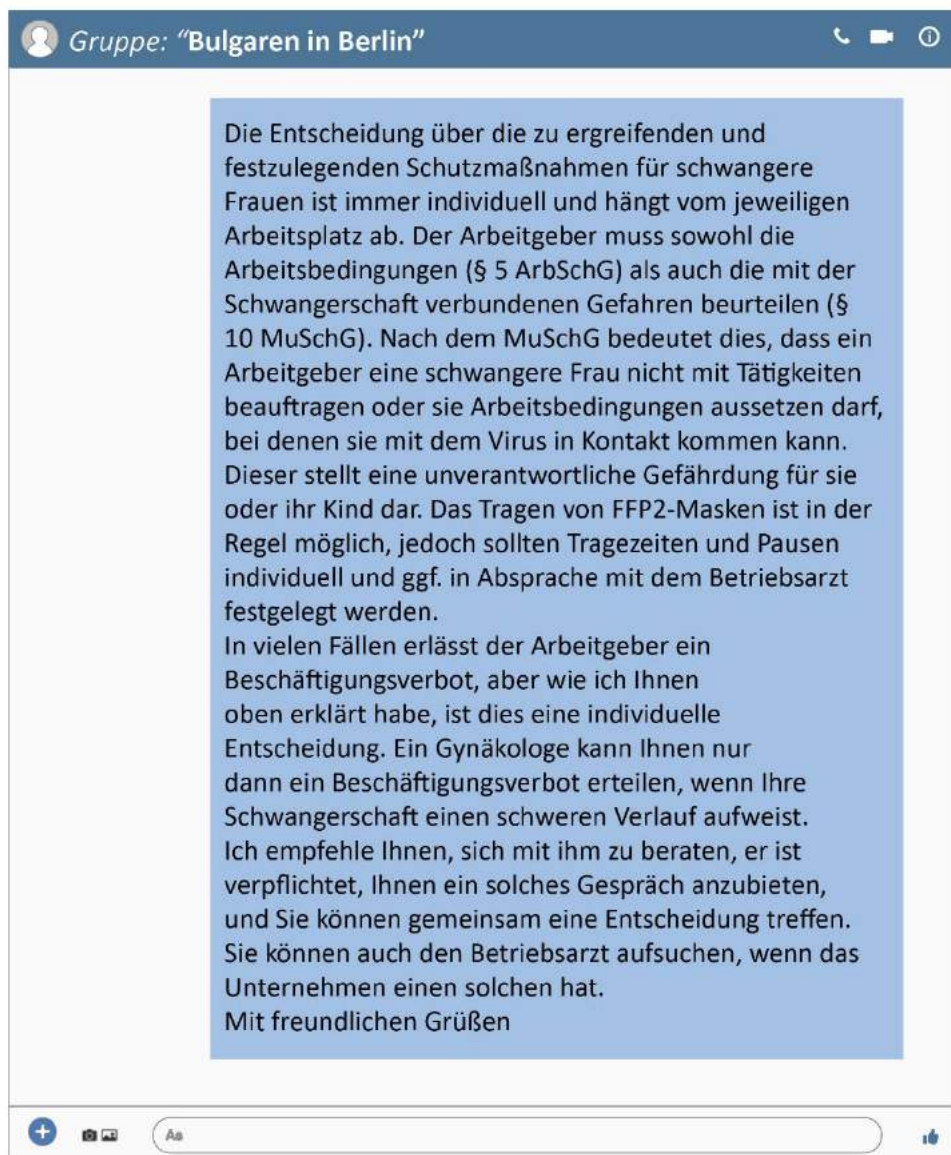 Gruppe: “Bulgaren in Berlin”
Die Entscheidung über die zu ergreifenden und
festzulegenden Schutzmaßnahmen für schwangere
Frauen ist immer individuell und hängt vom jeweiligen
Arbeitsplatz ab. Der Arbeitgeber muss sowohl die
Arbeitsbedingungen (§ 5 ArbSchG) als auch die mit der
Schwangerschaft verbundenen Gefahren beurteilen (§
10 MuSchG). Nach dem MuSchG bedeutet dies, dass ein
Arbeitgeber eine schwangere Frau nicht mit Tätigkeiten
beauftragen oder sie Arbeitsbedingungen aussetzen darf,
bei denen sie mit dem Virus in Kontakt kommen kann.
Dieser stellt eine unverantwortliche Gefährdung für sie
oder ihr Kind dar. Das Tragen von FFP2-Masken ist in der
Regel möglich, jedoch sollten Tragezeiten und Pausen
individuell und ggf. in Absprache mit dem Betriebsarzt
festgelegt werden.
In vielen Fällen erlässt der Arbeitgeber ein
Beschäftigungsverbot, aber wie ich Ihnen
oben erklärt habe, ist dies eine individuelle
Entscheidung. Ein Gynäkologe kann Ihnen nur
dann ein Beschäftigungsverbot erteilen, wenn Ihre
Schwangerschaft einen schweren Verlauf aufweist.
Ich empfehle Ihnen, sich mit ihm zu beraten, er ist
verpflichtet, Ihnen ein solches Gespräch anzubieten,
und Sie können gemeinsam eine Entscheidung treffen.
Sie können auch den Betriebsarzt aufsuchen, wenn das
Unternehmen einen solchen hat.
Mit freundlichen Grüßen
Aa